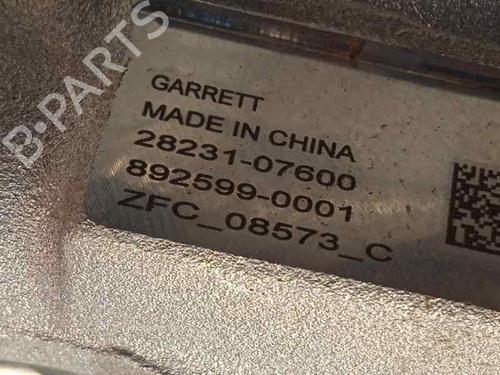 B-PARTS
GARRETT
MADE IN CHINA
28231-07600
892599-0001
ZFC_08573_C